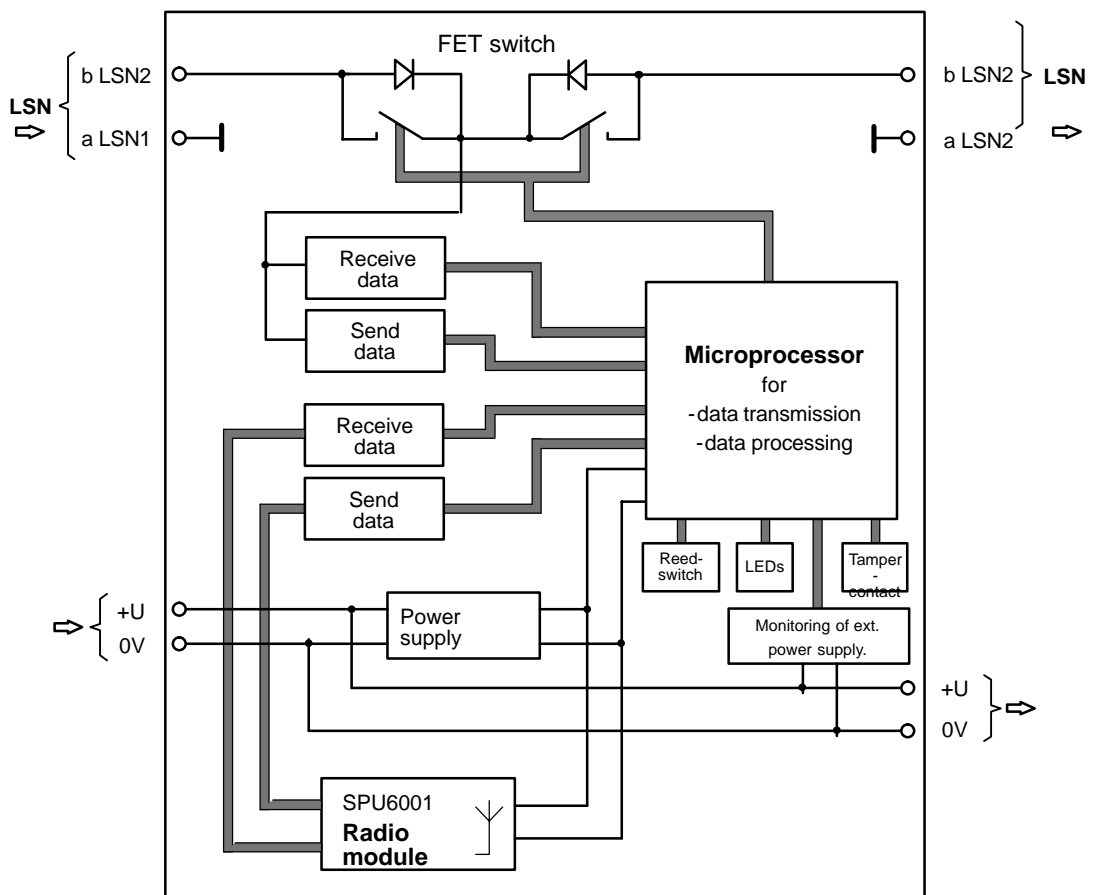 FET switch
b LSN2
LSN
a LSN1
b LSN2
LSN
a LSN2
Receive
data
Send
data
Receive
data
Send
data
Microprocessor
for
-data transmission
-data processing
Reed-
switch
LEDs
Tamper
-
contact
+U
0V
Power
supply
Monitoring of ext.
power supply.
+U
0V
SPU6001
Radio
module